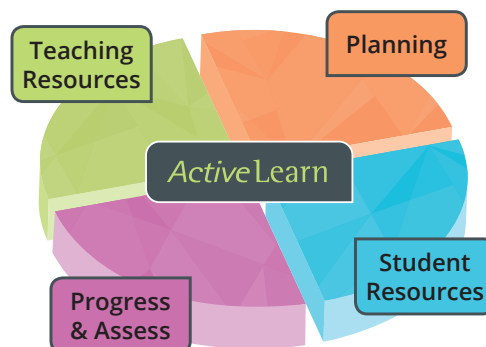 Teaching
Resources
Planning
ActiveLearn
Student
Resources
Progress
& Assess